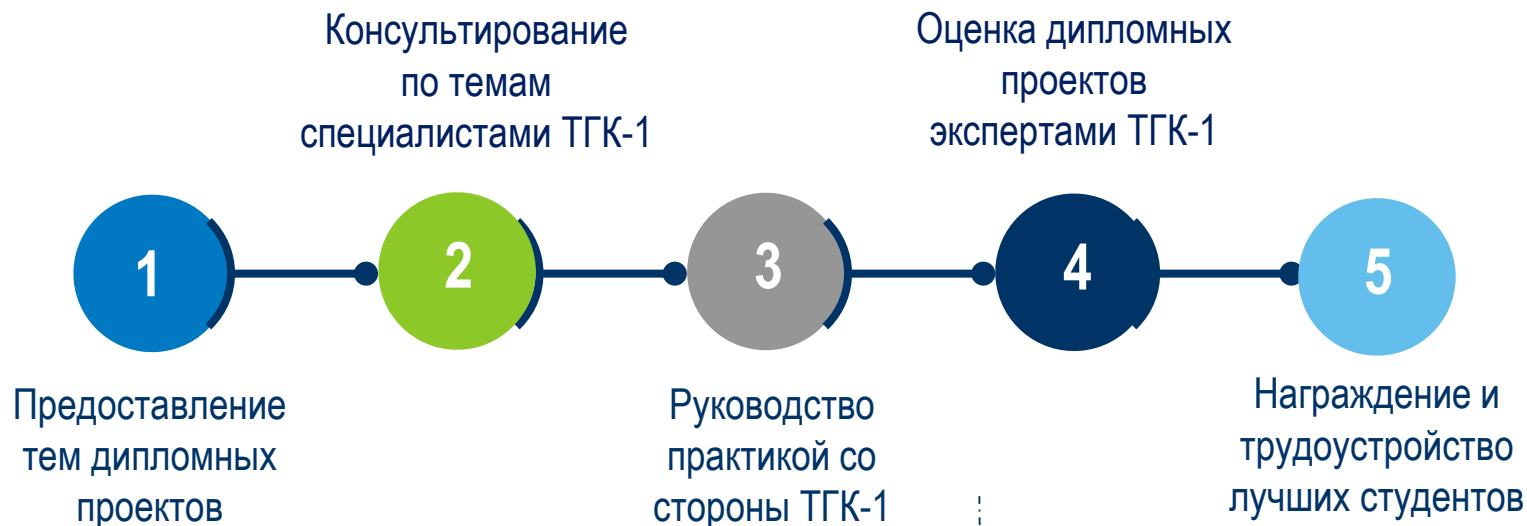 Консультирование
по темам
специалистами ТГК-1
Оценка дипломных
проектов
экспертами ТГК-1
1
2
3
4
5
Предоставление
тем дипломных
проектов
Руководство
практикой со
стороны ТГК-1
Награждение и
трудоустройство
лучших студентов